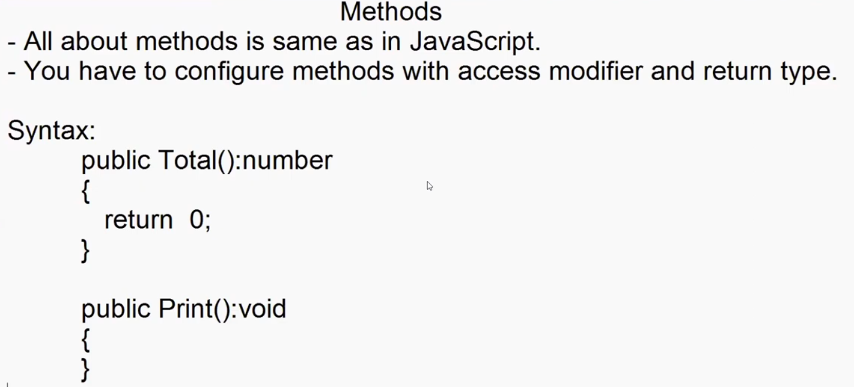 Methods
- All about methods is same as in JavaScript.
- You have to configure methods with access modifier and return type.
Syntax:
public Total():number
{
return 0;
}
public Print():void
{
}